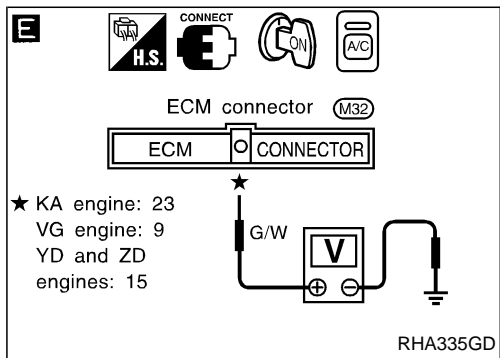 E
H.S.
CONNECT
ON
A/C
ECM connector M32
ECM CONNECTOR
★ KA engine: 23
VG engine: 9
YD and ZD
engines: 15
G/W
V
+ −
RHA335GD